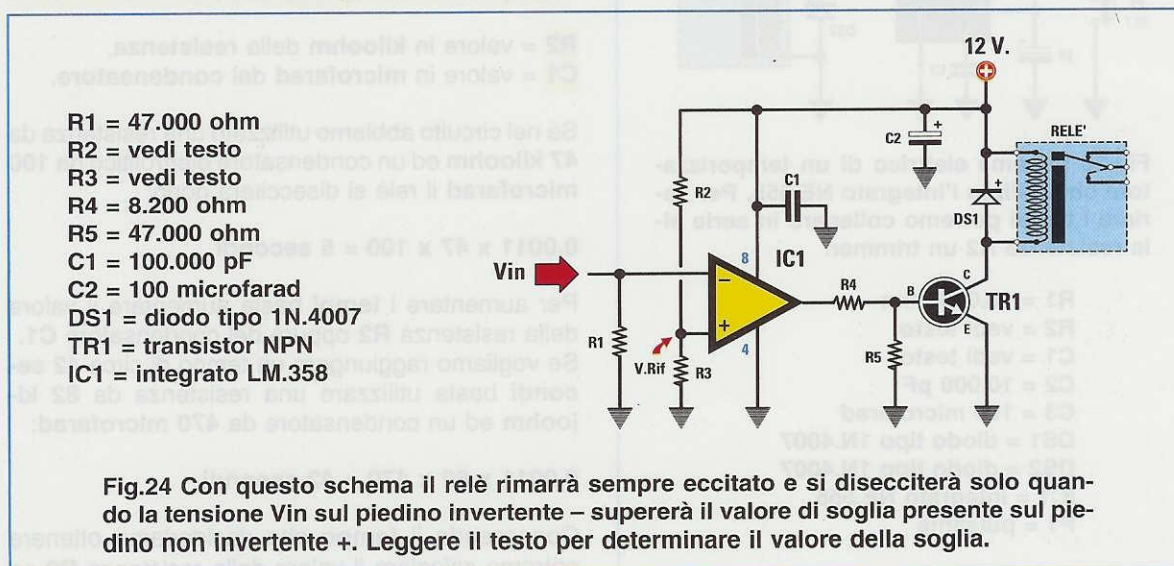 R1 = 47.000 ohm
R2 = vedi testo
R3 = vedi testo
R4 = 8.200 ohm
R5 = 47.000 ohm
C1 = 100.000 pF
C2 = 100 microfarad
DS1 = diodo tipo 1N.4007
TR1 = transistor NPN
IC1 = integrato LM.358
12 V.
C2
+
RELE'
R2
C1
+
DS1
8
IC1
Vin
–
+
R4
B
C
TR1
R1
V.Rif
R3
4
R5
Fig.24 Con questo schema il relè rimarrà sempre eccitato e si disecciterà solo quan-
do la tensione Vin sul piedino invertente – supererà il valore di soglia presente sul pie-
dino non invertente +. Leggere il testo per determinare il valore della soglia.